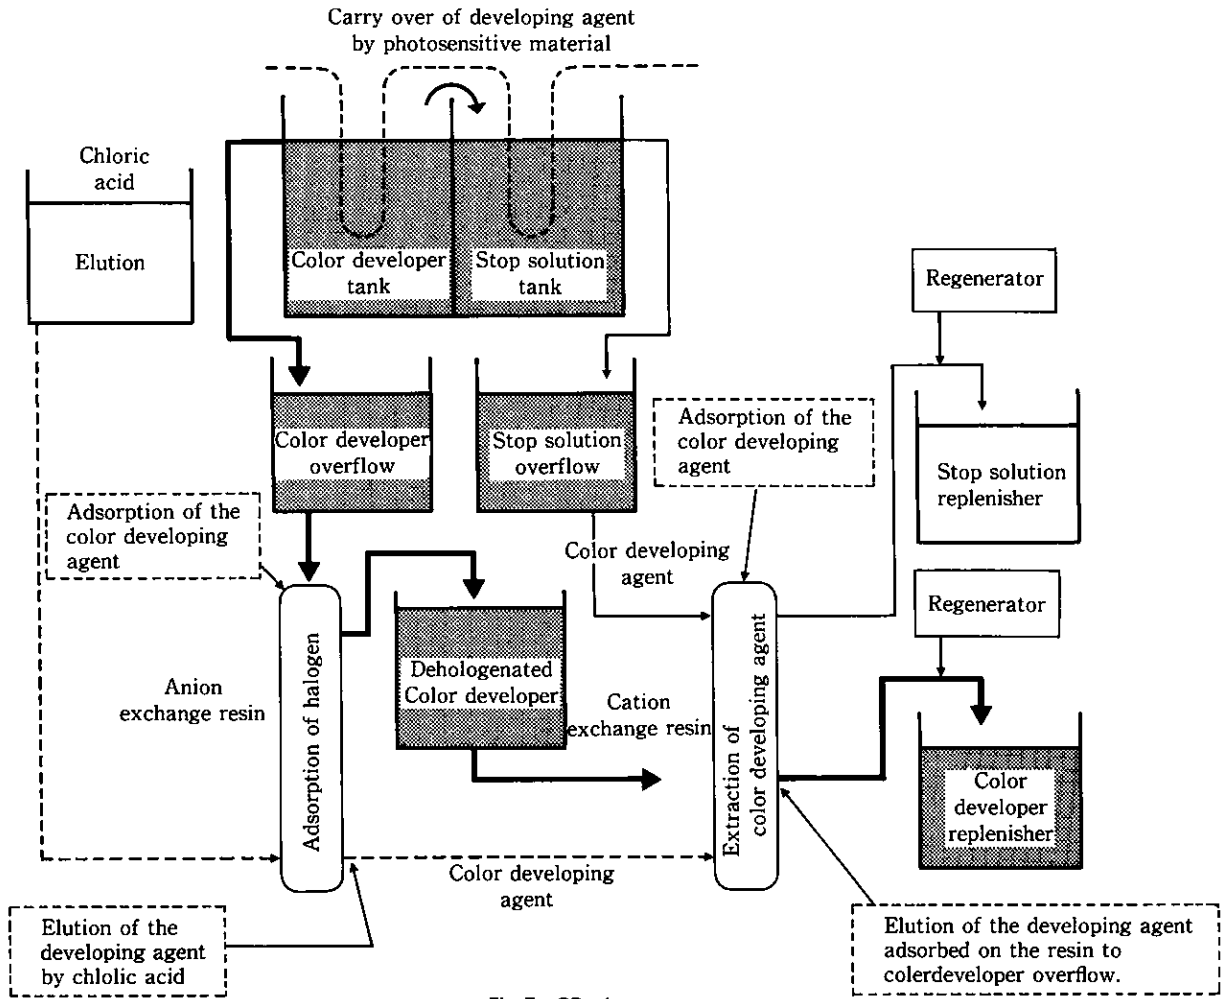 Carry over of developing agent
by photosensitive material
Chloric
acid
Elution
Color developer
tank
Stop solution
tank
Regenerator
Color developer
overflow
Stop solution
overflow
Adsorption of the
color developing
agent
Stop solution
replenisher
Adsorption of the
color developing
agent
Color developing
agent
Regenerator
Dehologenated
Color developer
Anion
exchange resin
Adsorption of halogen
Cation
exchange resin
Extraction of
color developing agent
Color
developer
replenisher
Color developing
agent
Elution of the
developing agent
by chlolic acid
Elution of the developing agent
adsorbed on the resin to
colerdeveloper overflow.